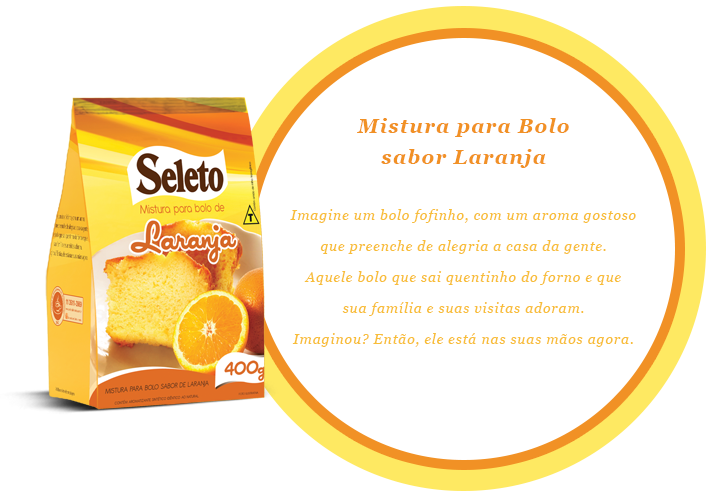 Mistura para Bolo
sabor Laranja
Imagine um bolo fofinho, com um aroma gostoso
que preenche de alegria a casa da gente.
Aquele bolo que sai quentinho do forno e que
sua família e suas visitas adoram.
Imaginou? Então, ele está nas suas mãos agora.
Seleto
Mistura para bolo de
T
Laranja
400g
MISTURA PARA BOLO SABOR DE LARANJA